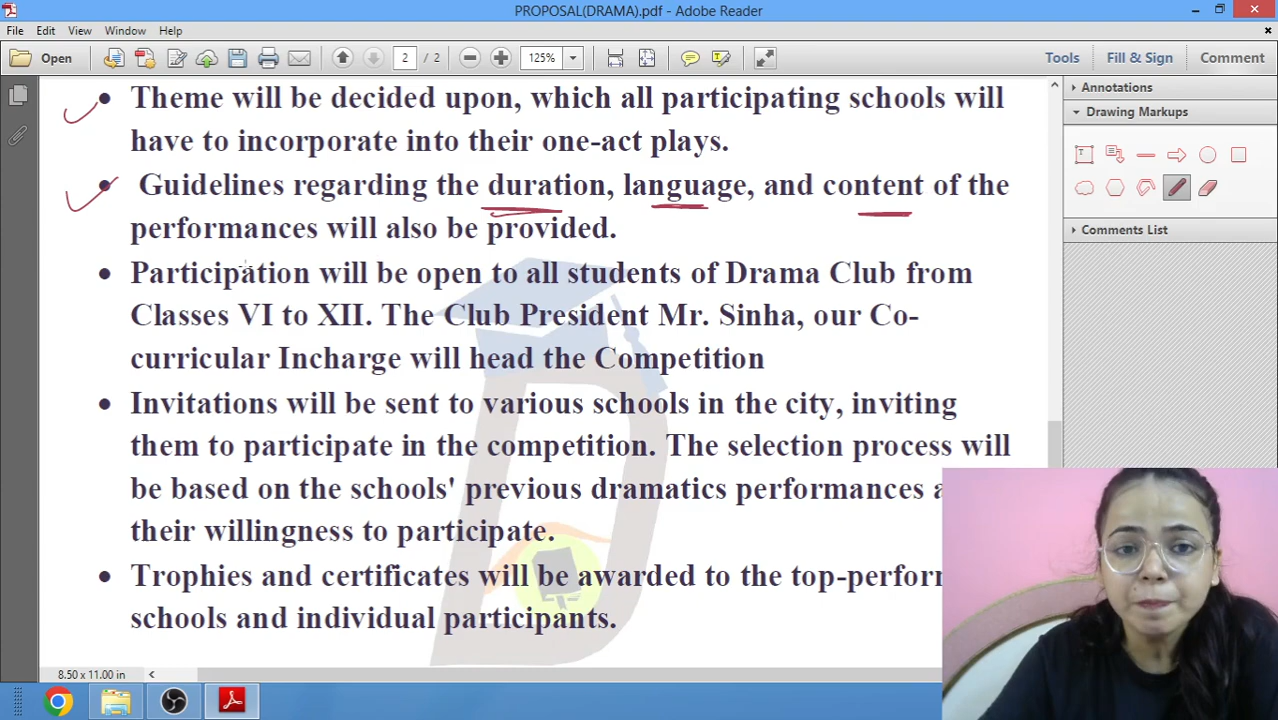 PROPOSAL(DRAMA).pdf - Adobe Reader
File Edit View Window Help
Open 2 / 2 125% Tools Fill & Sign Comment
Annotations
Drawing Markups
Comments List
Theme will be decided upon, which all participating schools will
have to incorporate into their one-act plays.
Guidelines regarding the duration, language, and content of the
performances will also be provided.
Participation will be open to all students of Drama Club from
Classes VI to XII. The Club President Mr. Sinha, our Co-
curricular Incharge will head the Competition
Invitations will be sent to various schools in the city, inviting
them to participate in the competition. The selection process will
be based on the schools' previous dramatics performances
their willingness to participate.
Trophies and certificates will be awarded to the top-perform
schools and individual participants.
8.50 x 11.00 in